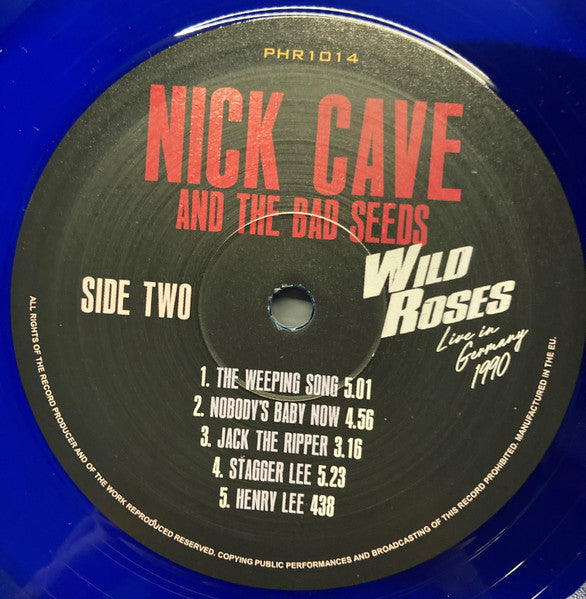 PHR1014
NICK CAVE
AND THE BAD SEEDS
SIDE TWO
WILD
ROSES
Live in
Germany
1990
1. THE WEEPING SONG 5.01
2. NOBODY'S BABY NOW 4.56
3. JACK THE RIPPER 3.16
4. STAGGER LEE 5.23
5. HENRY LEE 438
ALL RIGHTS OF THE RECORD PRODUCER AND OF THE WORK REPRODUCED RESERVED. COPYING PUBLIC PERFORMANCES AND BROADCASTING OF THIS RECORD PROHIBITED. MANUFACTURED IN THE EU.